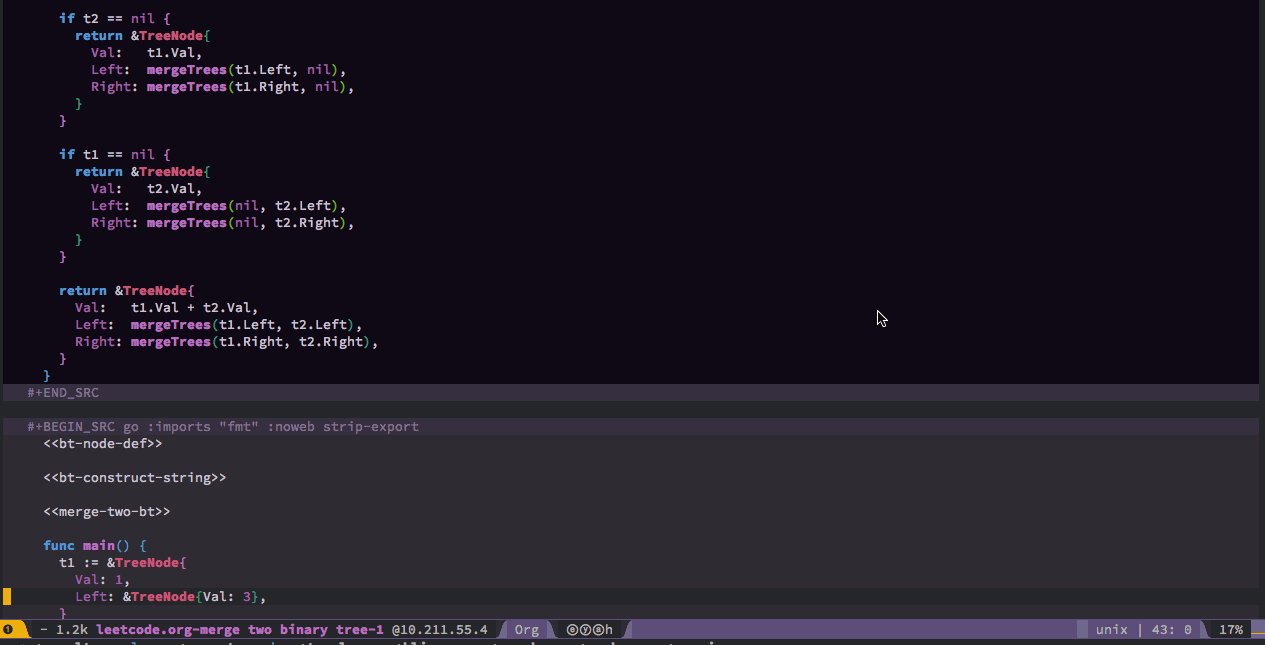 if t2 == nil {
return &TreeNode{
Val:   t1.Val,
Left:  mergeTrees(t1.Left, nil),
Right: mergeTrees(t1.Right, nil),
}
}
if t1 == nil {
return &TreeNode{
Val:   t2.Val,
Left:  mergeTrees(nil, t2.Left),
Right: mergeTrees(nil, t2.Right),
}
}
return &TreeNode{
Val:   t1.Val + t2.Val,
Left:  mergeTrees(t1.Left, t2.Left),
Right: mergeTrees(t1.Right, t2.Right),
}
}
#+END_SRC
#+BEGIN_SRC go :imports "fmt" :noweb strip-export
<<bt-node-def>>
<<bt-construct-string>>
<<merge-two-bt>>
func main() {
t1 := &TreeNode{
Val: 1,
Left: &TreeNode{Val: 3},
}
❶ - 1.2k leetcode.org-merge two binary tree-1 @10.211.55.4 Org ⓔⓨⓐh unix | 43: 0 17%